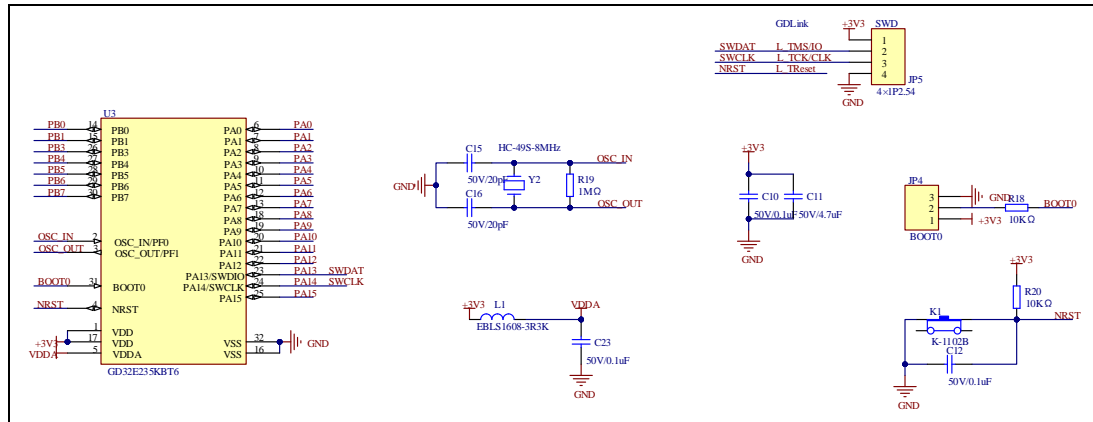 GDLink
+3V3
SWD
SWDAT L_TMS/IO
SWCLK L_TCK/CLK
NRST L_TReset
1
2
3
4
JP5
4×1P2.54
GND
U3
PB0 14 PB0 PA0 6 PA0
PB1 15 PB1 PA1 7 PA1
PB3 26 PB3 PA2 8 PA2
PB4 27 PB4 PA3 9 PA3
PB5 28 PB5 PA4 10 PA4
PB6 29 PB6 PA5 11 PA5
PB7 30 PB7 PA6 12 PA6
PA7 13 PA7
PA8 18 PA8
PA9 19 PA9
OSC_IN 2 OSC_IN/PF0 PA10 20 PA10
OSC_OUT 3 OSC_OUT/PF1 PA11 21 PA11
PA12 22 PA12
PA13/SWDIO 23 PA13 SWDAT
BOOT0 31 BOOT0 PA14/SWCLK 24 PA14 SWCLK
PA15 25 PA15
NRST 4 NRST
1 VDD
+3V3 17 VDD VSS 32 GND
VDDA 5 VDDA VSS 16
GD32E235KBT6
C15 HC-49S-8MHz
OSC_IN
50V/20pF
GND
Y2
R19
1MΩ
C16
OSC_OUT
50V/20pF
+3V3
C10 C11
50V/0.1uF 50V/4.7uF
GND
JP4
3 GND R18
2 10KΩ BOOT0
1 +3V3
BOOT0
+3V3 L1 VDDA
EBLS1608-3R3K
C23
50V/0.1uF
GND
+3V3
R20
10KΩ
K1
NRST
K-1102B
C12
50V/0.1uF
GND